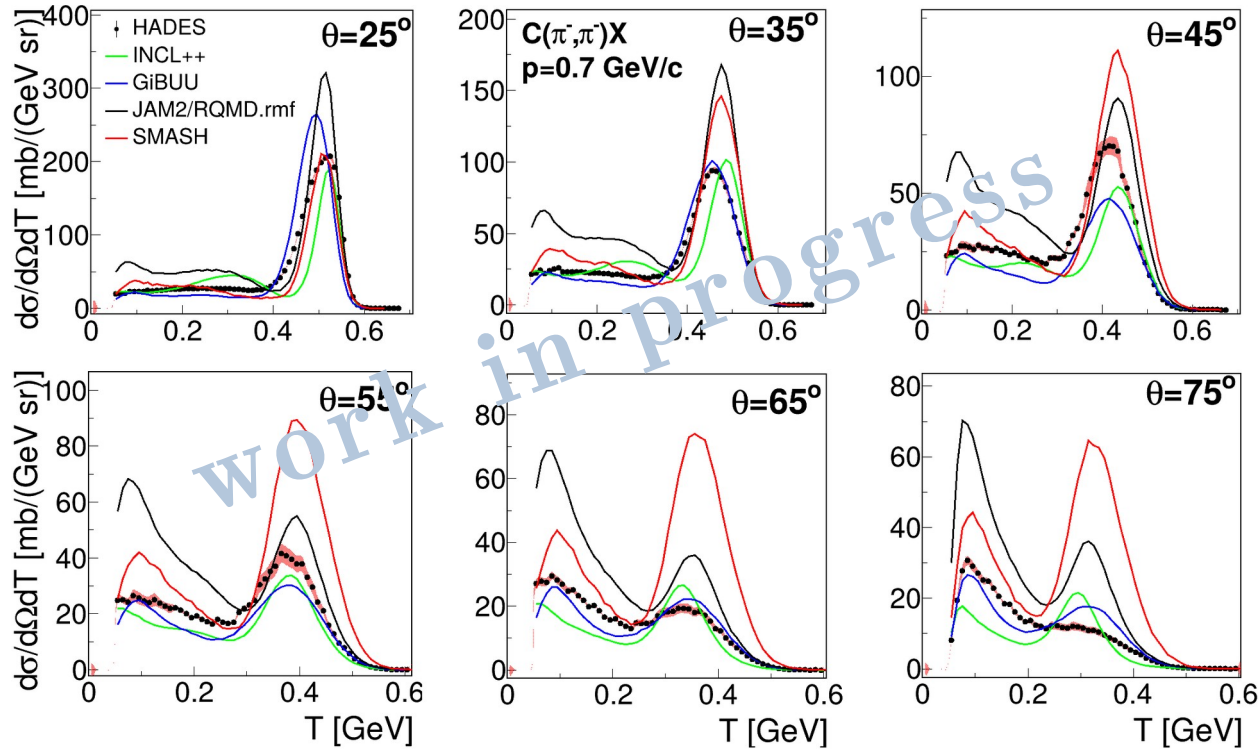 dσ/dΩdT [mb/(GeV sr)]
400
300
200
100
0
HADES
INCL++
GiBUU
JAM2/RQMD.rmf
SMASH
θ=25°
0 0.2 0.4 0.6
200
150
100
50
0
C(π⁻,π⁻)X
p=0.7 GeV/c
θ=35°
0 0.2 0.4 0.6
100
50
0
θ=45°
0 0.2 0.4 0.6
work in progress
dσ/dΩdT [mb/(GeV sr)]
100
80
60
40
20
0
θ=55°
0 0.2 0.4 0.6
T [GeV]
80
60
40
20
0
θ=65°
0 0.2 0.4 0.6
T [GeV]
80
60
40
20
0
θ=75°
0 0.2 0.4 0.6
T [GeV]